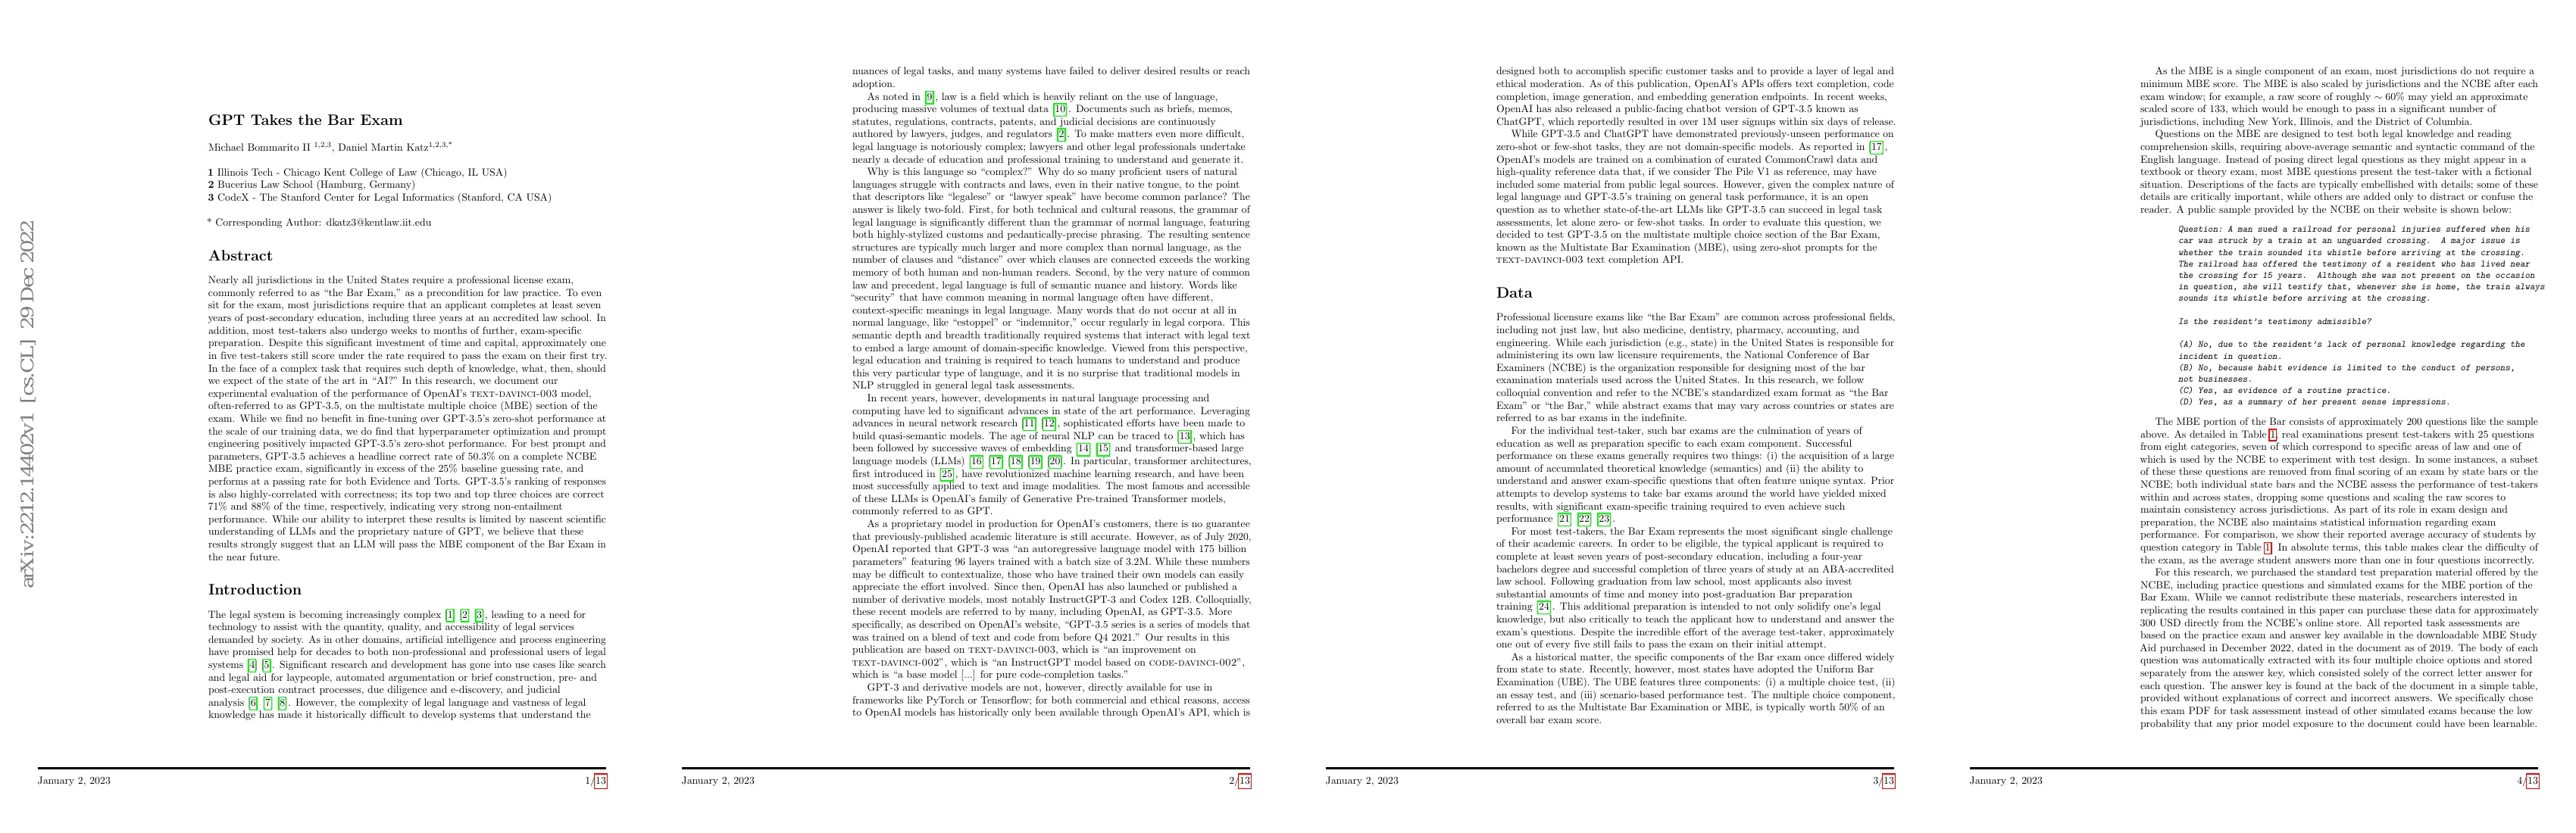 arXiv:2212.14402v1 [cs.CL] 29 Dec 2022
GPT Takes the Bar Exam
Michael Bommarito II 1,2,3, Daniel Martin Katz1,2,3,*
1 Illinois Tech - Chicago Kent College of Law (Chicago, IL USA)
2 Bucerius Law School (Hamburg, Germany)
3 CodeX - The Stanford Center for Legal Informatics (Stanford, CA USA)
* Corresponding Author: dkatz3@kentlaw.iit.edu
Abstract
Nearly all jurisdictions in the United States require a professional license exam,
commonly referred to as “the Bar Exam,” as a precondition for law practice. To even
sit for the exam, most jurisdictions require that an applicant completes at least seven
years of post-secondary education, including three years at an accredited law school. In
addition, most test-takers also undergo weeks to months of further, exam-specific
preparation. Despite this significant investment of time and capital, approximately one
in five test-takers still score under the rate required to pass the exam on their first try.
In the face of a complex task that requires such depth of knowledge, what, then, should
we expect of the state of the art in “AI?” In this research, we document our
experimental evaluation of the performance of OpenAI’s TEXT-DAVINCI-003 model,
often-referred to as GPT-3.5, on the multistate multiple choice (MBE) section of the
exam. While we find no benefit in fine-tuning over GPT-3.5’s zero-shot performance at
the scale of our training data, we do find that hyperparameter optimization and prompt
engineering positively impacted GPT-3.5’s zero-shot performance. For best prompt and
parameters, GPT-3.5 achieves a headline correct rate of 50.3% on a complete NCBE
MBE practice exam, significantly in excess of the 25% baseline guessing rate, and
performs at a passing rate for both Evidence and Torts. GPT-3.5’s ranking of responses
is also highly-correlated with correctness; its top two and top three choices are correct
71% and 88% of the time, respectively, indicating very strong non-entailment
performance. While our ability to interpret these results is limited by nascent scientific
understanding of LLMs and the proprietary nature of GPT, we believe that these
results strongly suggest that an LLM will pass the MBE component of the Bar Exam in
the near future.
Introduction
The legal system is becoming increasingly complex [1] [2] [3], leading to a need for
technology to assist with the quantity, quality, and accessibility of legal services
demanded by society. As in other domains, artificial intelligence and process engineering
have promised help for decades to both non-professional and professional users of legal
systems [4] [5]. Significant research and development has gone into use cases like search
and legal aid for laypeople, automated argumentation or brief construction, pre- and
post-execution contract processes, due diligence and e-discovery, and judicial
analysis [6] [7] [8]. However, the complexity of legal language and vastness of legal
knowledge has made it historically difficult to develop systems that understand the
January 2, 2023 1/13
nuances of legal tasks, and many systems have failed to deliver desired results or reach
adoption.
As noted in [9], law is a field which is heavily reliant on the use of language,
producing massive volumes of textual data [10]. Documents such as briefs, memos,
statutes, regulations, contracts, patents, and judicial decisions are continuously
authored by lawyers, judges, and regulators [2]. To make matters even more difficult,
legal language is notoriously complex; lawyers and other legal professionals undertake
nearly a decade of education and professional training to understand and generate it.
Why is this language so “complex?” Why do so many proficient users of natural
languages struggle with contracts and laws, even in their native tongue, to the point
that descriptors like “legalese” or “lawyer speak” have become common parlance? The
answer is likely two-fold. First, for both technical and cultural reasons, the grammar of
legal language is significantly different than the grammar of normal language, featuring
both highly-stylized customs and pedantically-precise phrasing. The resulting sentence
structures are typically much larger and more complex than normal language, as the
number of clauses and “distance” over which clauses are connected exceeds the working
memory of both human and non-human readers. Second, by the very nature of common
law and precedent, legal language is full of semantic nuance and history. Words like
“security” that have common meaning in normal language often have different,
context-specific meanings in legal language. Many words that do not occur at all in
normal language, like “estoppel” or “indemnitor,” occur regularly in legal corpora. This
semantic depth and breadth traditionally required systems that interact with legal text
to embed a large amount of domain-specific knowledge. Viewed from this perspective,
legal education and training is required to teach humans to understand and produce
this very particular type of language, and it is no surprise that traditional models in
NLP struggled in general legal task assessments.
In recent years, however, developments in natural language processing and
computing have led to significant advances in state of the art performance. Leveraging
advances in neural network research [11] [12], sophisticated efforts have been made to
build quasi-semantic models. The age of neural NLP can be traced to [13], which has
been followed by successive waves of embedding [14] [15] and transformer-based large
language models (LLMs) [16] [17] [18] [19] [20]. In particular, transformer architectures,
first introduced in [25], have revolutionized machine learning research, and have been
most successfully applied to text and image modalities. The most famous and accessible
of these LLMs is OpenAI’s family of Generative Pre-trained Transformer models,
commonly referred to as GPT.
As a proprietary model in production for OpenAI’s customers, there is no guarantee
that previously-published academic literature is still accurate. However, as of July 2020,
OpenAI reported that GPT-3 was “an autoregressive language model with 175 billion
parameters” featuring 96 layers trained with a batch size of 3.2M. While these numbers
may be difficult to contextualize, those who have trained their own models can easily
appreciate the effort involved. Since then, OpenAI has also launched or published a
number of derivative models, most notably InstructGPT-3 and Codex 12B. Colloquially,
these recent models are referred to by many, including OpenAI, as GPT-3.5. More
specifically, as described on OpenAI’s website, “GPT-3.5 series is a series of models that
was trained on a blend of text and code from before Q4 2021.” Our results in this
publication are based on TEXT-DAVINCI-003, which is “an improvement on
TEXT-DAVINCI-002”, which is “an InstructGPT model based on CODE-DAVINCI-002”,
which is “a base model [...] for pure code-completion tasks.”
GPT-3 and derivative models are not, however, directly available for use in
frameworks like PyTorch or Tensorflow; for both commercial and ethical reasons, access
to OpenAI models has historically only been available through OpenAI’s API, which is
January 2, 2023 2/13
designed both to accomplish specific customer tasks and to provide a layer of legal and
ethical moderation. As of this publication, OpenAI’s APIs offers text completion, code
completion, image generation, and embedding generation endpoints. In recent weeks,
OpenAI has also released a public-facing chatbot version of GPT-3.5 known as
ChatGPT, which reportedly resulted in over 1M user signups within six days of release.
While GPT-3.5 and ChatGPT have demonstrated previously-unseen performance on
zero-shot or few-shot tasks, they are not domain-specific models. As reported in [17],
OpenAI’s models are trained on a combination of curated CommonCrawl data and
high-quality reference data that, if we consider The Pile V1 as reference, may have
included some material from public legal sources. However, given the complex nature of
legal language and GPT-3.5’s training on general task performance, it is an open
question as to whether state-of-the-art LLMs like GPT-3.5 can succeed in legal task
assessments, let alone zero- or few-shot tasks. In order to evaluate this question, we
decided to test GPT-3.5 on the multistate multiple choice section of the Bar Exam,
known as the Multistate Bar Examination (MBE), using zero-shot prompts for the
TEXT-DAVINCI-003 text completion API.
Data
Professional licensure exams like “the Bar Exam” are common across professional fields,
including not just law, but also medicine, dentistry, pharmacy, accounting, and
engineering. While each jurisdiction (e.g., state) in the United States is responsible for
administering its own law licensure requirements, the National Conference of Bar
Examiners (NCBE) is the organization responsible for designing most of the bar
examination materials used across the United States. In this research, we follow
colloquial convention and refer to the NCBE’s standardized exam format as “the Bar
Exam” or “the Bar,” while abstract exams that may vary across countries or states are
referred to as bar exams in the indefinite.
For the individual test-taker, such bar exams are the culmination of years of
education as well as preparation specific to each exam component. Successful
performance on these exams generally requires two things: (i) the acquisition of a large
amount of accumulated theoretical knowledge (semantics) and (ii) the ability to
understand and answer exam-specific questions that often feature unique syntax. Prior
attempts to develop systems to take bar exams around the world have yielded mixed
results, with significant exam-specific training required to even achieve such
performance [21] [22] [23].
For most test-takers, the Bar Exam represents the most significant single challenge
of their academic careers. In order to be eligible, the typical applicant is required to
complete at least seven years of post-secondary education, including a four-year
bachelors degree and successful completion of three years of study at an ABA-accredited
law school. Following graduation from law school, most applicants also invest
substantial amounts of time and money into post-graduation Bar preparation
training [24]. This additional preparation is intended to not only solidify one’s legal
knowledge, but also critically to teach the applicant how to understand and answer the
exam’s questions. Despite the incredible effort of the average test-taker, approximately
one out of every five still fails to pass the exam on their initial attempt.
As a historical matter, the specific components of the Bar exam once differed widely
from state to state. Recently, however, most states have adopted the Uniform Bar
Examination (UBE). The UBE features three components: (i) a multiple choice test, (ii)
an essay test, and (iii) scenario-based performance test. The multiple choice component,
referred to as the Multistate Bar Examination or MBE, is typically worth 50% of an
overall bar exam score.
January 2, 2023 3/13
As the MBE is a single component of an exam, most jurisdictions do not require a
minimum MBE score. The MBE is also scaled by jurisdictions and the NCBE after each
exam window; for example, a raw score of roughly ∼ 60% may yield an approximate
scaled score of 133, which would be enough to pass in a significant number of
jurisdictions, including New York, Illinois, and the District of Columbia.
Questions on the MBE are designed to test both legal knowledge and reading
comprehension skills, requiring above-average semantic and syntactic command of the
English language. Instead of posing direct legal questions as they might appear in a
textbook or theory exam, most MBE questions present the test-taker with a fictional
situation. Descriptions of the facts are typically embellished with details; some of these
details are critically important, while others are added only to distract or confuse the
reader. A public sample provided by the NCBE on their website is shown below:
Question: A man sued a railroad for personal injuries suffered when his
car was struck by a train at an unguarded crossing. A major issue is
whether the train sounded its whistle before arriving at the crossing.
The railroad has offered the testimony of a resident who has lived near
the crossing for 15 years. Although she was not present on the occasion
in question, she will testify that, whenever she is home, the train always
sounds its whistle before arriving at the crossing.
Is the resident’s testimony admissible?
(A) No, due to the resident’s lack of personal knowledge regarding the
incident in question.
(B) No, because habit evidence is limited to the conduct of persons,
not businesses.
(C) Yes, as evidence of a routine practice.
(D) Yes, as a summary of her present sense impressions.
The MBE portion of the Bar consists of approximately 200 questions like the sample
above. As detailed in Table 1, real examinations present test-takers with 25 questions
from eight categories, seven of which correspond to specific areas of law and one of
which is used by the NCBE to experiment with test design. In some instances, a subset
of these these questions are removed from final scoring of an exam by state bars or the
NCBE; both individual state bars and the NCBE assess the performance of test-takers
within and across states, dropping some questions and scaling the raw scores to
maintain consistency across jurisdictions. As part of its role in exam design and
preparation, the NCBE also maintains statistical information regarding exam
performance. For comparison, we show their reported average accuracy of students by
question category in Table 1. In absolute terms, this table makes clear the difficulty of
the exam, as the average student answers more than one in four questions incorrectly.
For this research, we purchased the standard test preparation material offered by the
NCBE, including practice questions and simulated exams for the MBE portion of the
Bar Exam. While we cannot redistribute these materials, researchers interested in
replicating the results contained in this paper can purchase these data for approximately
300 USD directly from the NCBE’s online store. All reported task assessments are
based on the practice exam and answer key available in the downloadable MBE Study
Aid purchased in December 2022, dated in the document as of 2019. The body of each
question was automatically extracted with its four multiple choice options and stored
separately from the answer key, which consisted solely of the correct letter answer for
each question. The answer key is found at the back of the document in a simple table,
provided without explanations of correct and incorrect answers. We specifically chose
this exam PDF for task assessment instead of other simulated exams because the low
probability that any prior model exposure to the document could have been learnable.
January 2, 2023 4/13